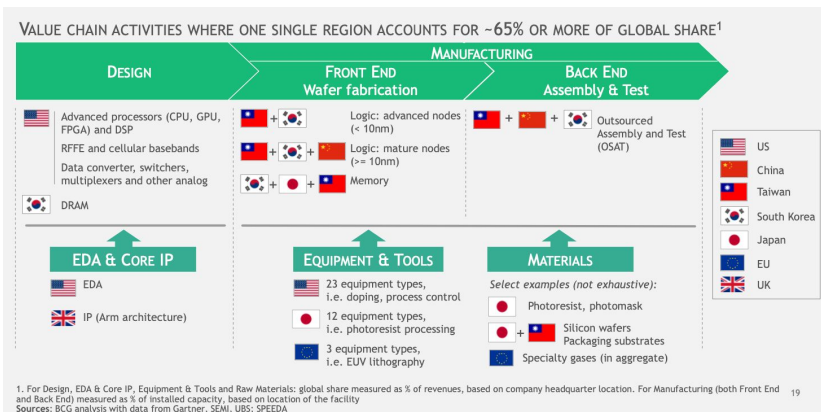 VALUE CHAIN ACTIVITIES WHERE ONE SINGLE REGION ACCOUNTS FOR ~65% OR MORE OF GLOBAL SHARE1
MANUFACTURING
DESIGN
FRONT END
Wafer fabrication
BACK END
Assembly & Test
Advanced processors (CPU, GPU,
FPGA) and DSP
RFFE and cellular basebands
Data converter, switchers,
multiplexers and other analog
DRAM
+
Logic: advanced nodes
(< 10nm)
+ +
Logic: mature nodes
(>= 10nm)
+ +
Memory
+ +
Outsourced
Assembly and Test
(OSAT)
US
China
Taiwan
South Korea
Japan
EU
UK
EDA & CORE IP
EDA
IP (Arm architecture)
EQUIPMENT & TOOLS
23 equipment types,
i.e. doping, process control
12 equipment types,
i.e. photoresist processing
3 equipment types,
i.e. EUV lithography
MATERIALS
Select examples (not exhaustive):
Photoresist, photomask
+
Silicon wafers
Packaging substrates
Specialty gases (in aggregate)
1. For Design, EDA & Core IP, Equipment & Tools and Raw Materials: global share measured as % of revenues, based on company headquarter location. For Manufacturing (both Front End
and Back End) measured as % of installed capacity, based on location of the facility
Sources: BCG analysis with data from Gartner, SEMI, UBS; SPEEDA
19